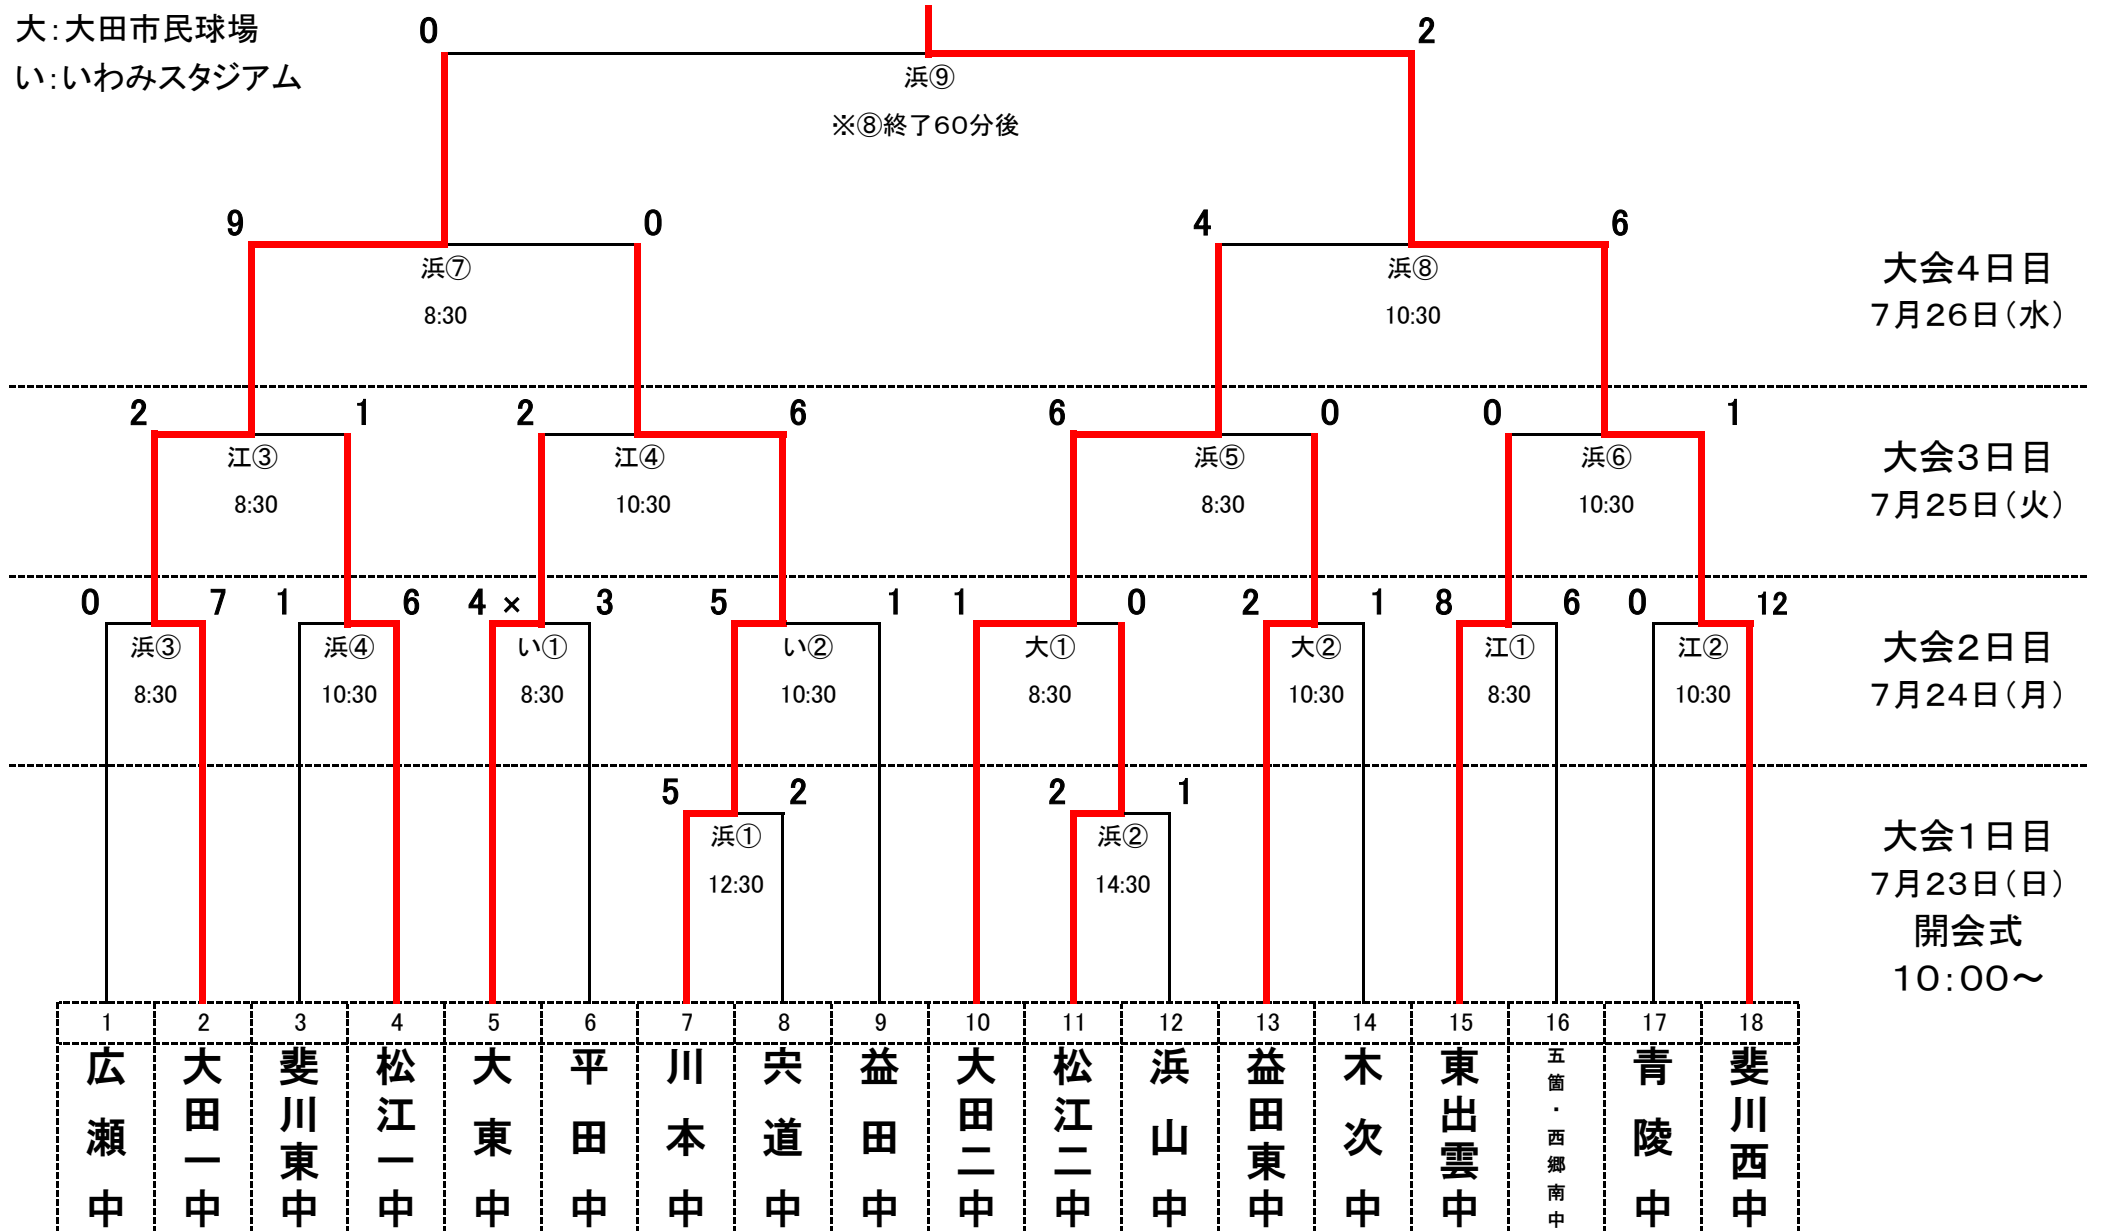 大：大田市民球場
い：いわみスタジアム
0 2
浜⑨
※⑧終了60分後
9 0 4 6
浜⑦ 浜⑧ 大会4日目
8:30 10:30 7月26日（水）
2 1 2 6 6 0 0 1
江③ 江④ 浜⑤ 浜⑥ 大会3日目
8:30 10:30 8:30 10:30 7月25日（火）
0 7 1 6 4 × 3 5 1 1 0 2 1 8 6 0 12
浜③ 浜④ い① い② 大① 大② 江① 江② 大会2日目
8:30 10:30 8:30 10:30 8:30 10:30 8:30 10:30 7月24日（月）
5 2 2 1
浜① 浜② 大会1日目
12:30 14:30 7月23日（日）
開会式
10：00～
1 2 3 4 5 6 7 8 9 10 11 12 13 14 15 16 17 18
広瀬中
大田一中
斐川東中
松江一中
大東中
平田中
川本中
宍道中
益田中
大田二中
松江二中
浜山中
益田東中
木次中
東出雲中
五箇・西郷南中
青陵中
斐川西中